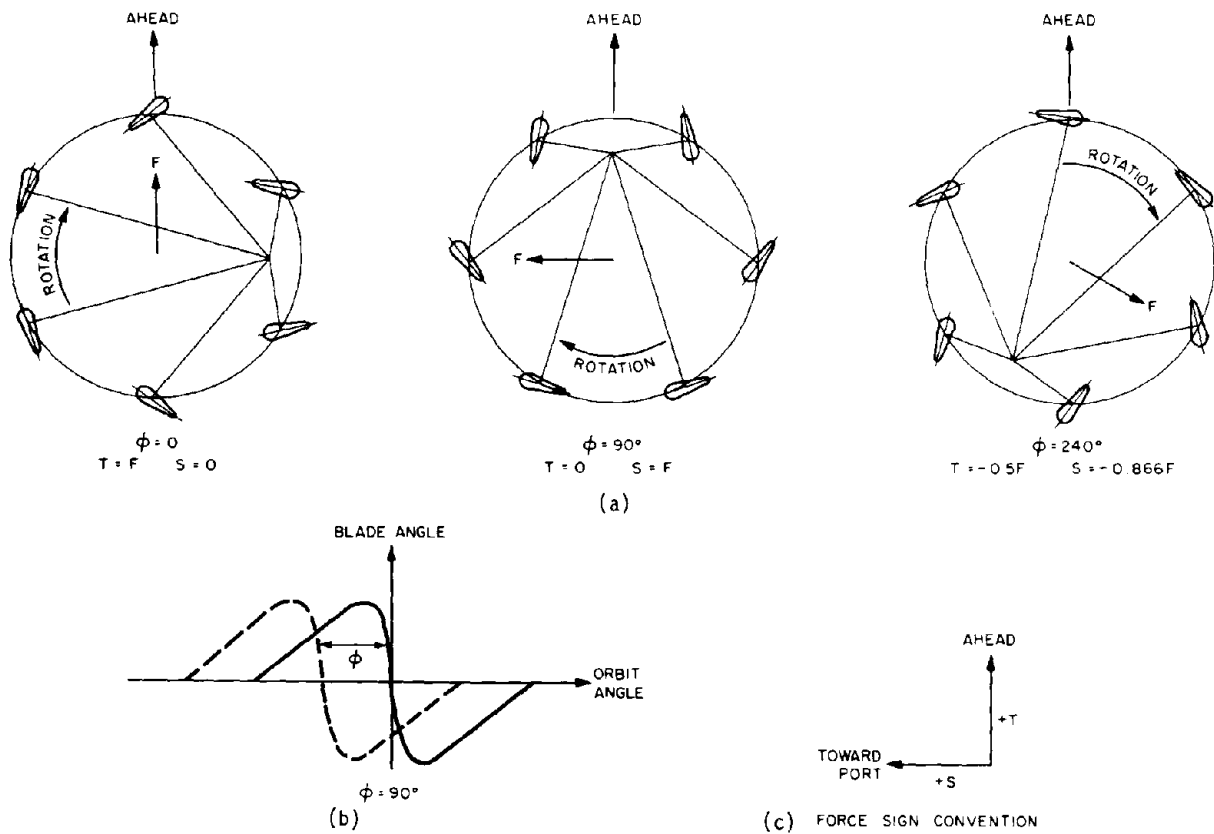 AHEAD
F
ROTATION
ϕ = 0
T = F S = 0
AHEAD
F
ROTATION
ϕ = 90°
T = 0 S = F
AHEAD
ROTATION
F
ϕ = 240°
T = -0.5F S = -0.866F
(a)
BLADE ANGLE
ϕ
ORBIT
ANGLE
ϕ = 90°
(b)
AHEAD
+T
TOWARD
PORT
+S
(c) FORCE SIGN CONVENTION